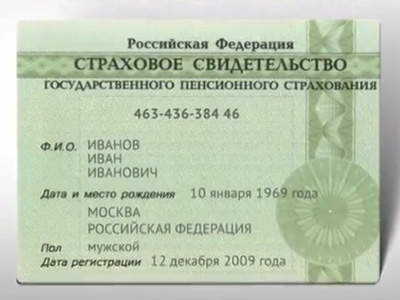 Российская Федерация
СТРАХОВОЕ СВИДЕТЕЛЬСТВО
ГОСУДАРСТВЕННОГО ПЕНСИОННОГО СТРАХОВАНИЯ
463-436-384 46
Ф.И.О. ИВАНОВ
ИВАН
ИВАНОВИЧ
Дата и место рождения 10 января 1969 года
МОСКВА
РОССИЙСКАЯ ФЕДЕРАЦИЯ
Пол мужской
Дата регистрации 12 декабря 2009 года